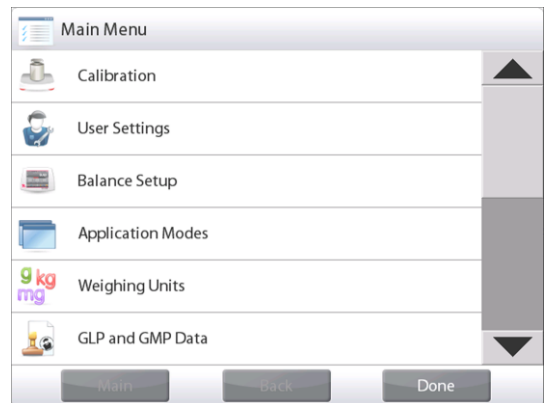 Main Menu
Calibration
User Settings
Balance Setup
Application Modes
g kg
mg
Weighing Units
GLP and GMP Data
Main
Back
Done